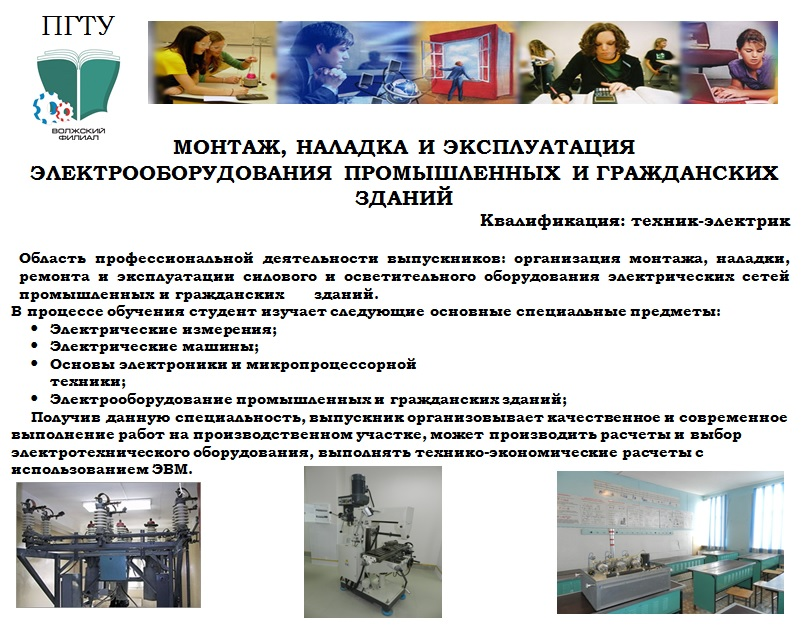 ПГТУ
ВОЛЖСКИЙ
ФИЛИАЛ
МОНТАЖ, НАЛАДКА И ЭКСПЛУАТАЦИЯ
ЭЛЕКТРООБОРУДОВАНИЯ ПРОМЫШЛЕННЫХ И ГРАЖДАНСКИХ
ЗДАНИЙ
Квалификация: техник-электрик
Область профессиональной деятельности выпускников: организация монтажа, наладки,
ремонта и эксплуатации силового и осветительного оборудования электрических сетей
промышленных и гражданских зданий.
В процессе обучения студент изучает следующие основные специальные предметы:
• Электрические измерения;
• Электрические машины;
• Основы электроники и микропроцессорной
техники;
• Электрооборудование промышленных и гражданских зданий;
Получив данную специальность, выпускник организовывает качественное и современное
выполнение работ на производственном участке, может производить расчеты и выбор
электротехнического оборудования, выполнять технико-экономические расчеты с
использованием ЭВМ.